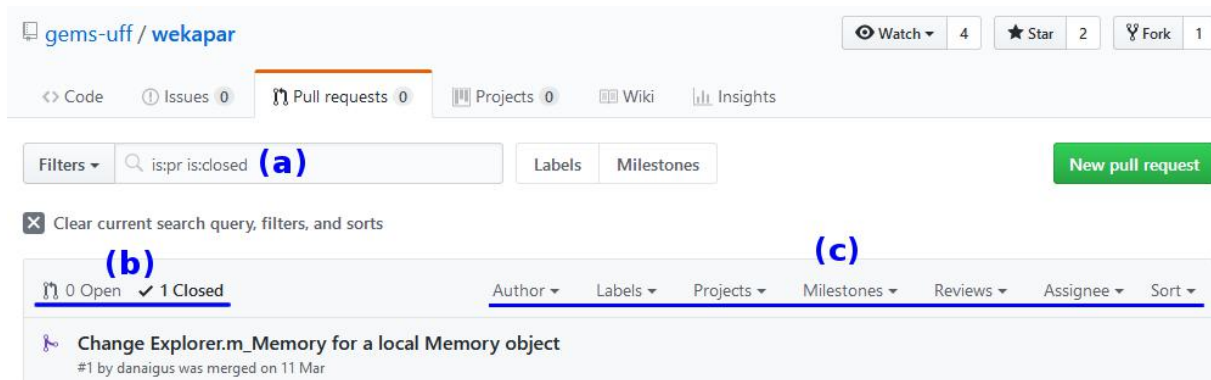 gems-uff / wekapar Watch 4 Star 2 Fork 1
Code Issues 0 Pull requests 0 Projects 0 Wiki Insights
Filters is:pr is:closed (a) Labels Milestones New pull request
Clear current search query, filters, and sorts
(b) (c)
0 Open 1 Closed Author Labels Projects Milestones Reviews Assignee Sort
Change Explorer.m_Memory for a local Memory object
#1 by danaigus was merged on 11 Mar